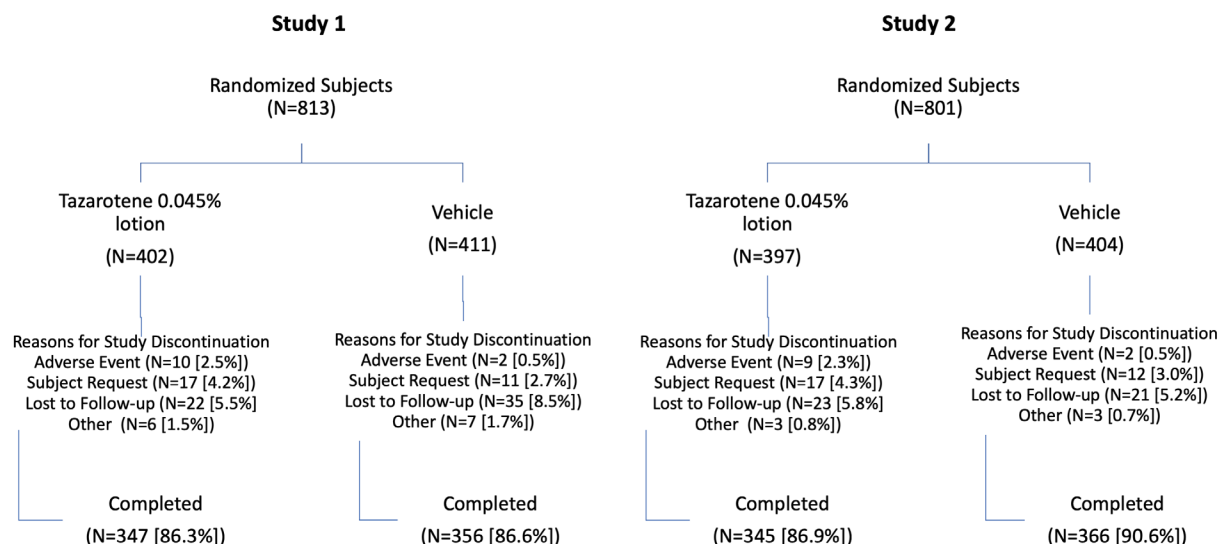 Study 1
Randomized Subjects
(N=813)
Tazarotene 0.045%
lotion
(N=402)
Vehicle
(N=411)
Reasons for Study Discontinuation
Adverse Event (N=10 [2.5%])
Subject Request (N=17 [4.2%])
Lost to Follow-up (N=22 [5.5%]
Other (N=6 [1.5%])
Reasons for Study Discontinuation
Adverse Event (N=2 [0.5%])
Subject Request (N=11 [2.7%])
Lost to Follow-up (N=35 [8.5%])
Other (N=7 [1.7%])
Completed
(N=347 [86.3%])
Completed
(N=356 [86.6%])
Study 2
Randomized Subjects
(N=801)
Tazarotene 0.045%
lotion
(N=397)
Vehicle
(N=404)
Reasons for Study Discontinuation
Adverse Event (N=9 [2.3%])
Subject Request (N=17 [4.3%])
Lost to Follow-up (N=23 [5.8%]
Other (N=3 [0.8%])
Reasons for Study Discontinuation
Adverse Event (N=2 [0.5%])
Subject Request (N=12 [3.0%])
Lost to Follow-up (N=21 [5.2%])
Other (N=3 [0.7%])
Completed
(N=345 [86.9%])
Completed
(N=366 [90.6%])